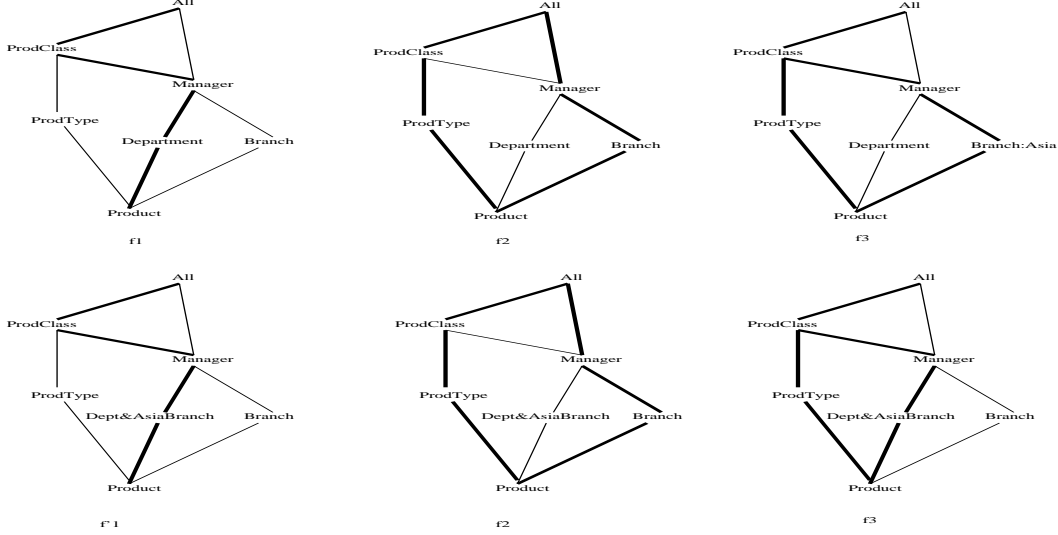 All All All
ProdClass ProdClass ProdClass
Manager Manager Manager
ProdType ProdType ProdType
Department Branch Department Branch Department Branch:Asia
Product Product Product
f1 f2 f3
All All All
ProdClass ProdClass ProdClass
Manager Manager Manager
ProdType ProdType ProdType
Dept&AsiaBranch Branch Dept&AsiaBranch Branch Dept&AsiaBranch Branch
Product Product Product
f'1 f2 f3